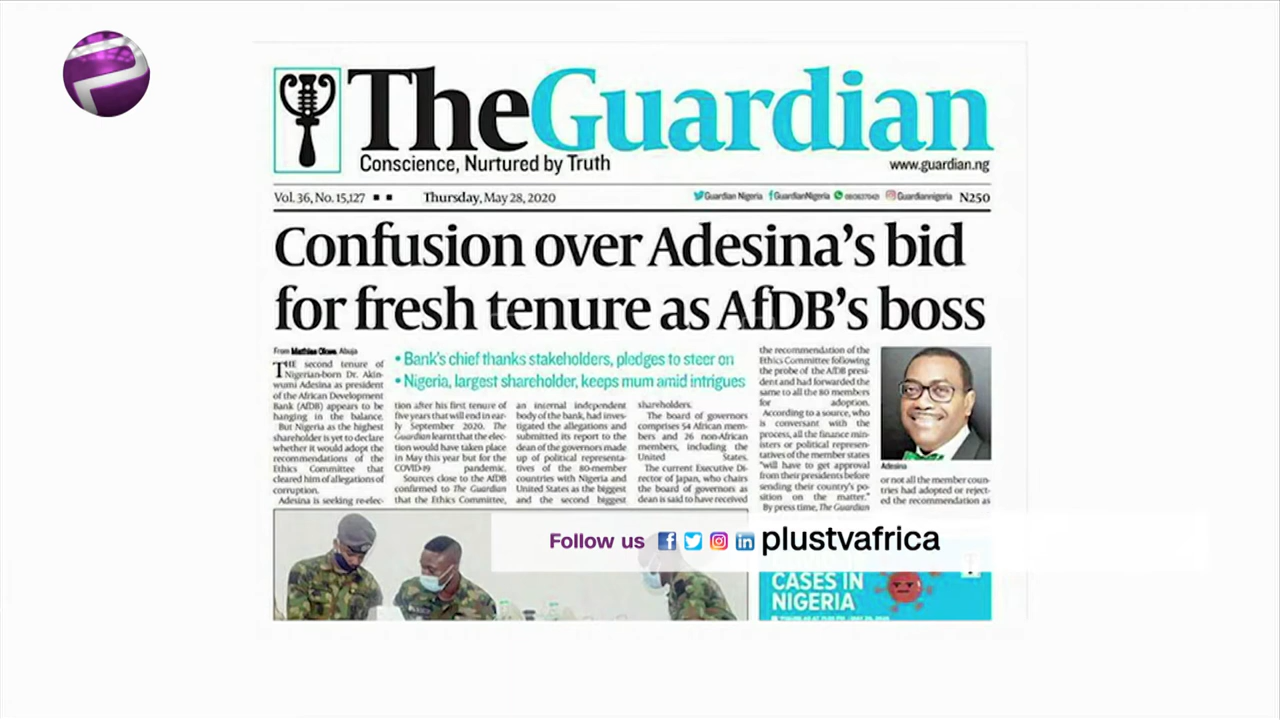 TheGuardian
Conscience, Nurtured by Truth
www.guardian.ng
Vol. 36, No. 15,127
Thursday, May 28, 2020
Guardian Nigeria
GuardianNigeria
Guardiannigeria
N250
Confusion over Adesina's bid
for fresh tenure as AfDB's boss
• Bank's chief thanks stakeholders, pledges to steer on
• Nigeria, largest shareholder, keeps mum amid intrigues
From
Abuja
THE second tenure of
Nigerian-born Dr. Akin-
wumi Adesina as president
of the African Development
Bank (AfDB) appears to be
hanging in the balance.
But Nigeria as the highest
shareholder is yet to declare
whether it would adopt the
recommendations of the
Ethics Committee that
cleared him of allegations of
corruption.
Adesina is seeking re-elec-
tion after his first tenure of
five years that will end in ear-
ly September 2020. The
Guardian learnt that the elec-
tion would have taken place
in May this year but for the
COVID-19 pandemic.
Sources close to the AfDB
confirmed to The Guardian
that the Ethics Committee,
an internal independent
body of the bank, had inves-
tigated the allegations and
submitted its report to the
dean of the governors made
up of political representa-
tives of the 80-member
countries with Nigeria and
United States as the biggest
and the second biggest
shareholders.
The board of governors
comprises 54 African mem-
bers and 26 non-African
members, including the
United States.
The current Executive Di-
rector of Japan, who chairs
the board of governors as
dean is said to have received
the recommendation of the
Ethics Committee following
the probe of the AfDB presi-
dent and had forwarded the
same to all the 80 members
for adoption.
According to a source, who
is conversant with the
process, all the finance min-
isters or political represen-
tatives of the member states
"will have to get approval
from their presidents before
sending their country's po-
sition on the matter."
By press time, The Guardian
Adesina
or not all the member coun-
tries had adopted or reject-
ed the recommendation as
Follow us
plustvafrica
CASES IN
NIGERIA